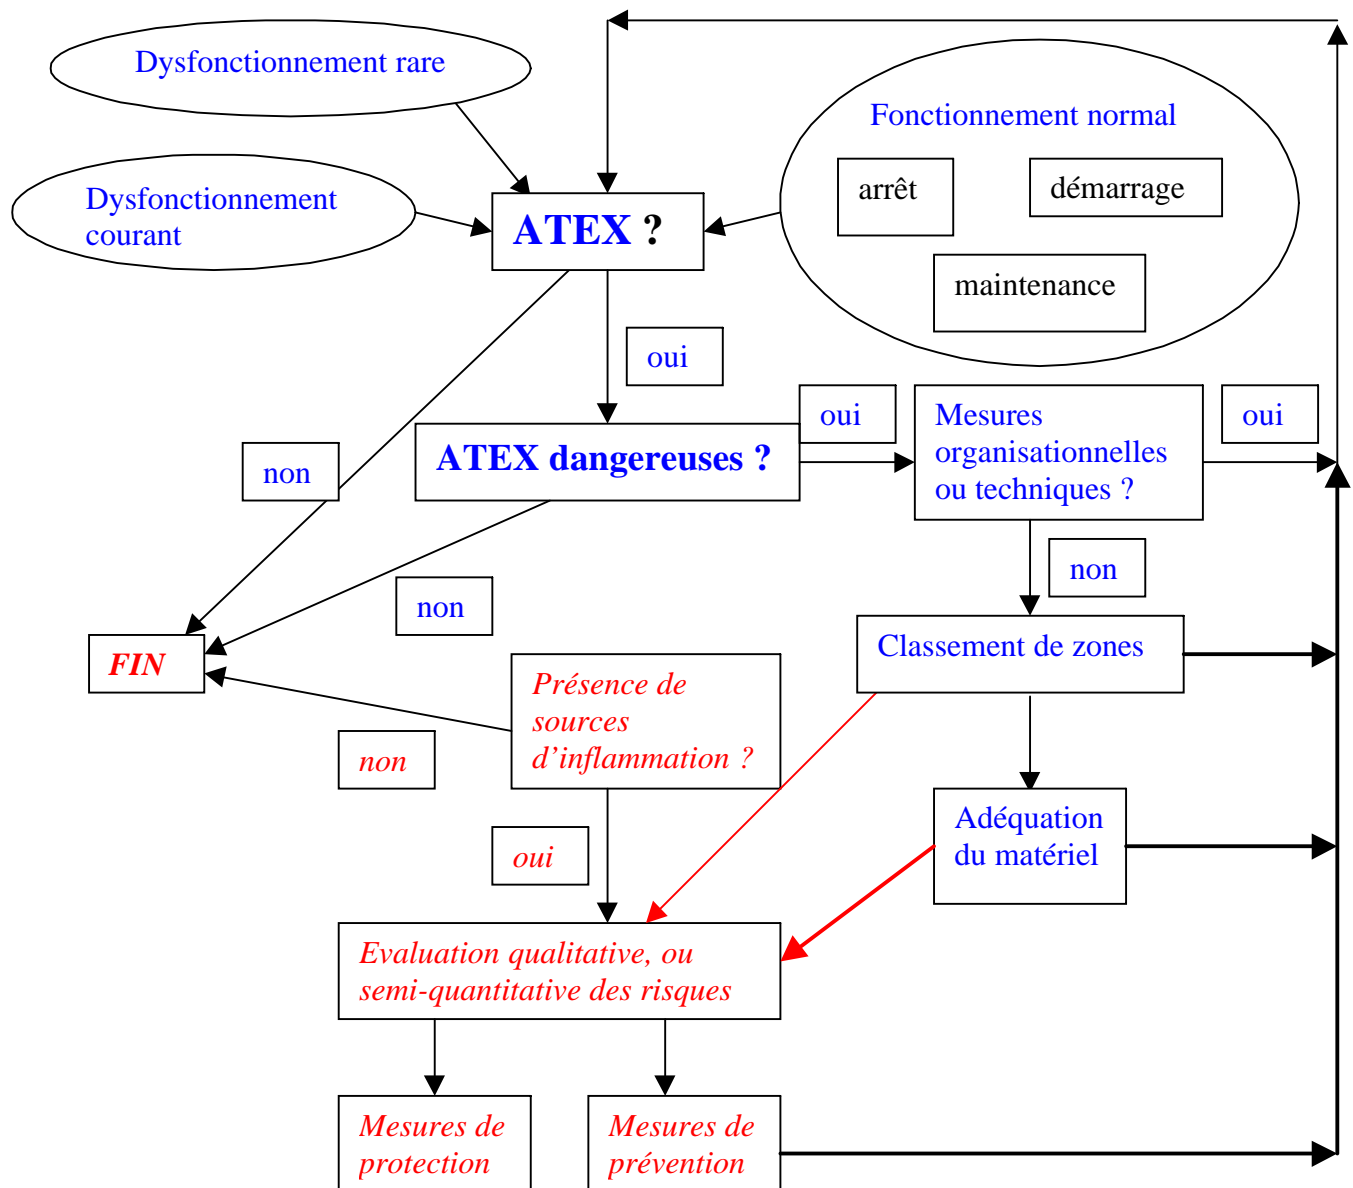 Dysfonctionnement rare
Fonctionnement normal
arrêt
démarrage
maintenance
Dysfonctionnement
courant
ATEX ?
oui
non
ATEX dangereuses ?
oui
Mesures
organisationnelles
ou techniques ?
oui
non
non
FIN
Classement de zones
Présence de
sources
d’inflammation ?
non
oui
Adéquation
du matériel
Evaluation qualitative, ou
semi-quantitative des risques
Mesures de
protection
Mesures de
prévention